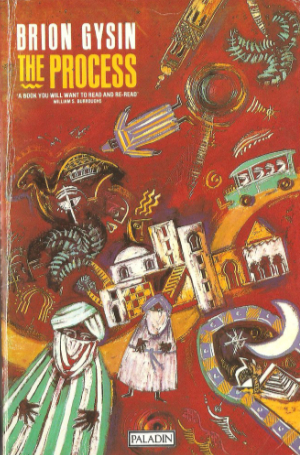 BRION GYSIN
THE PROCESS
'A BOOK YOU WILL WANT TO READ AND RE-READ'
WILLIAM S. BURROUGHS
PALADIN